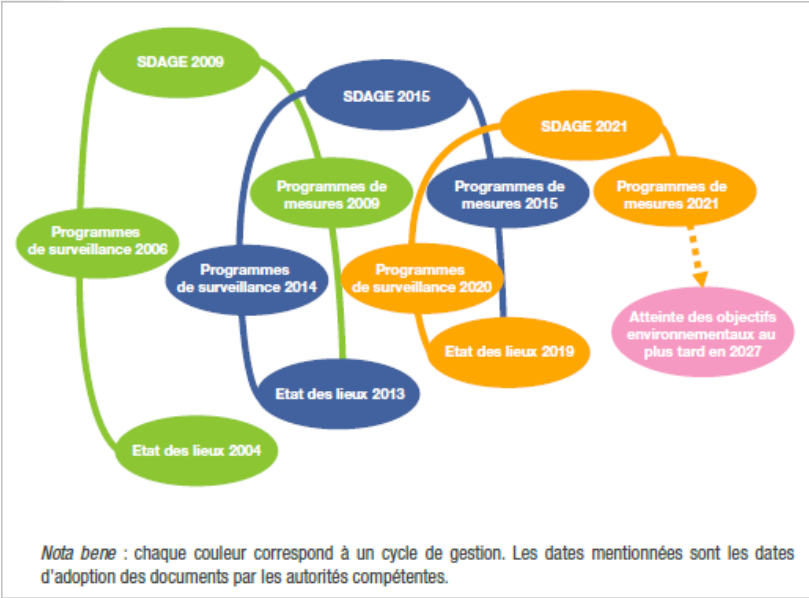 SDAGE 2009
SDAGE 2015
SDAGE 2021
Programmes de
mesures 2009
Programmes de
mesures 2015
Programmes de
mesures 2021
Programmes
de surveillance 2006
Programmes
de surveillance 2014
Programmes
de surveillance 2020
Atteinte des objectifs
environnementaux au
plus tard en 2027
Etat des lieux 2019
Etat des lieux 2013
Etat des lieux 2004
Nota bene : chaque couleur correspond à un cycle de gestion. Les dates mentionnées sont les dates
d'adoption des documents par les autorités compétentes.